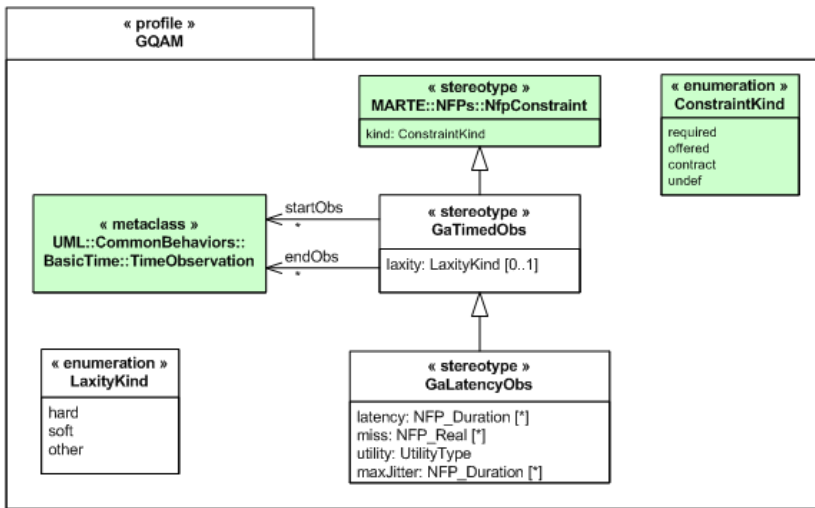 « profile »
GQAM
« stereotype »
MARTE::NFPs::NfpConstraint
kind: ConstraintKind
« enumeration »
ConstraintKind
required
offered
contract
undef
« metaclass »
UML::CommonBehaviors::
BasicTime::TimeObservation
startObs
*
endObs
*
« stereotype »
GaTimedObs
laxity: LaxityKind [0..1]
« enumeration »
LaxityKind
hard
soft
other
« stereotype »
GaLatencyObs
latency: NFP_Duration [*]
miss: NFP_Real [*]
utility: UtilityType
maxJitter: NFP_Duration [*]